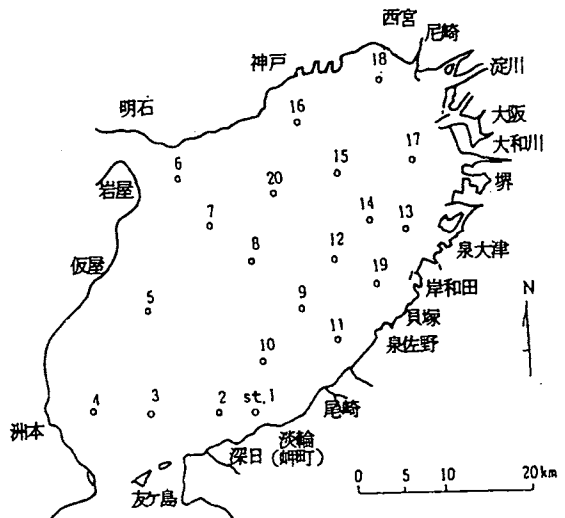 西宮
尼崎
神戸
18
淀川
明石
16
大阪
大和川
17
15
6
岩屋
20
堺
14
7
13
泉大津
12
8
仮屋
19
岸和田
N
5
9
貝塚
泉佐野
11
10
4
3
2
st.1
尾崎
洲本
淡輪
深日(岬町)
友ケ島
0 5 10 20km